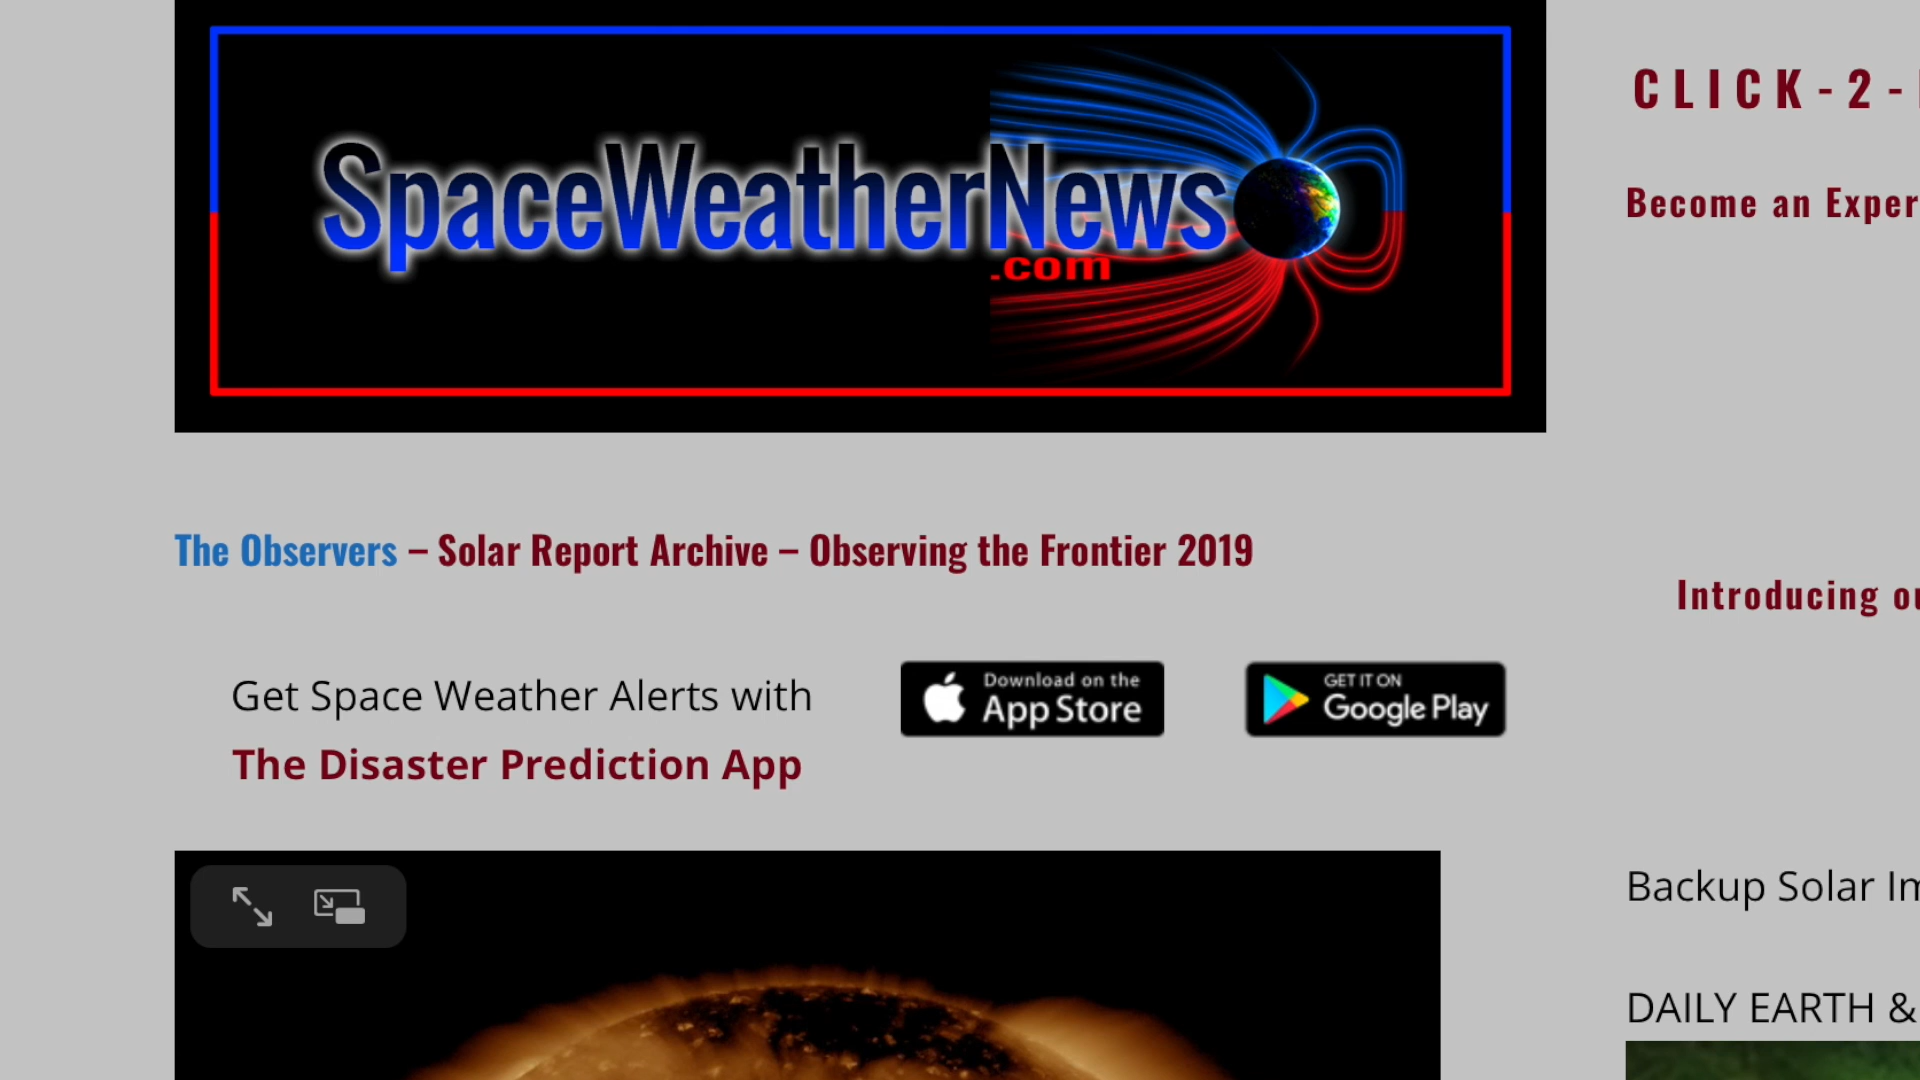 SpaceWeatherNews
.com
The Observers – Solar Report Archive – Observing the Frontier 2019
Get Space Weather Alerts with
The Disaster Prediction App
Download on the
App Store
GET IT ON
Google Play
CLICK-2-
Become an Exper
Introducing ou
Backup Solar Im
DAILY EARTH &